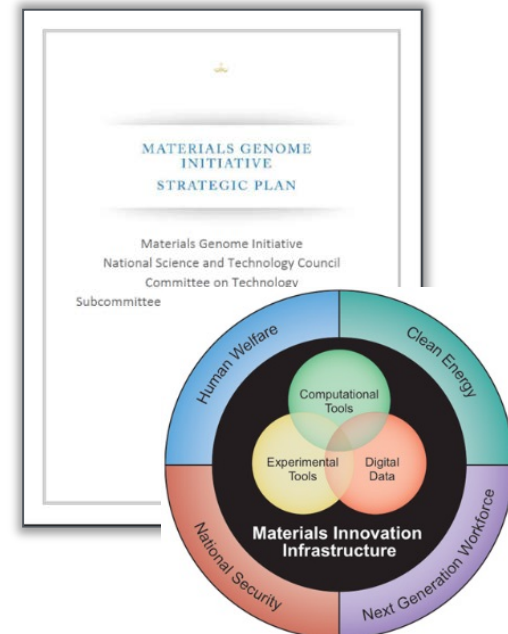 MATERIALS GENOME
INITIATIVE
STRATEGIC PLAN
Materials Genome Initiative
National Science and Technology Council
Committee on Technology
Subcommittee
Human Welfare
Clean Energy
Computational
Tools
Experimental
Tools
Digital
Data
Materials Innovation
Infrastructure
National Security
Next Generation Workforce